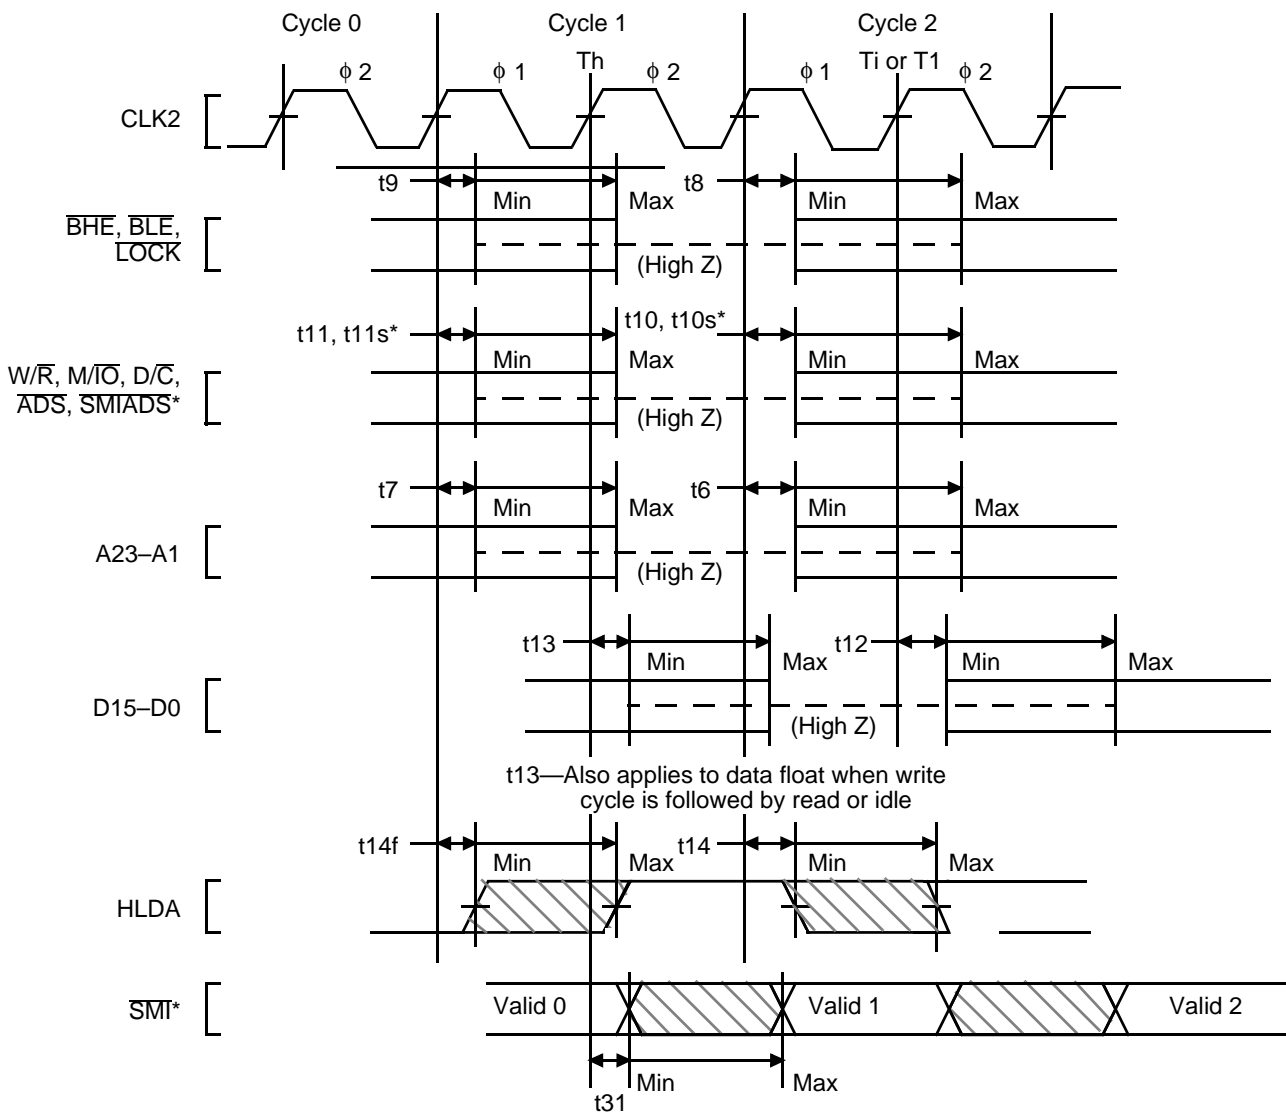 Cycle 0 Cycle 1 Cycle 2
Th Ti or T1
ϕ 2 ϕ 1 ϕ 2 ϕ 1 ϕ 2
CLK2
t9 t8
Min Max Min Max
BHE, BLE,
LOCK
(High Z)
t11, t11s* t10, t10s*
Min Max Min Max
W/R, M/IO, D/C,
ADS, SMIADS*
(High Z)
t7 t6
Min Max Min Max
A23–A1
(High Z)
t13 t12
Min Max Min Max
D15–D0
(High Z)
t13—Also applies to data float when write
cycle is followed by read or idle
t14f t14
Min Max Min Max
HLDA
SMI* Valid 0 Valid 1 Valid 2
Min Max
t31